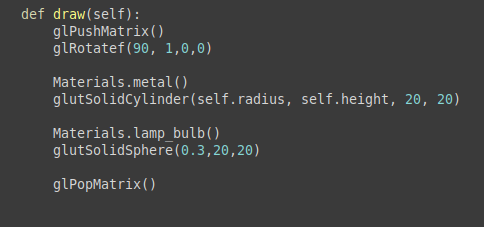 def draw(self):
    glPushMatrix()
    glRotatef(90, 1,0,0)

    Materials.metal()
    glutSolidCylinder(self.radius, self.height, 20, 20)

    Materials.lamp_bulb()
    glutSolidSphere(0.3,20,20)

    glPopMatrix()